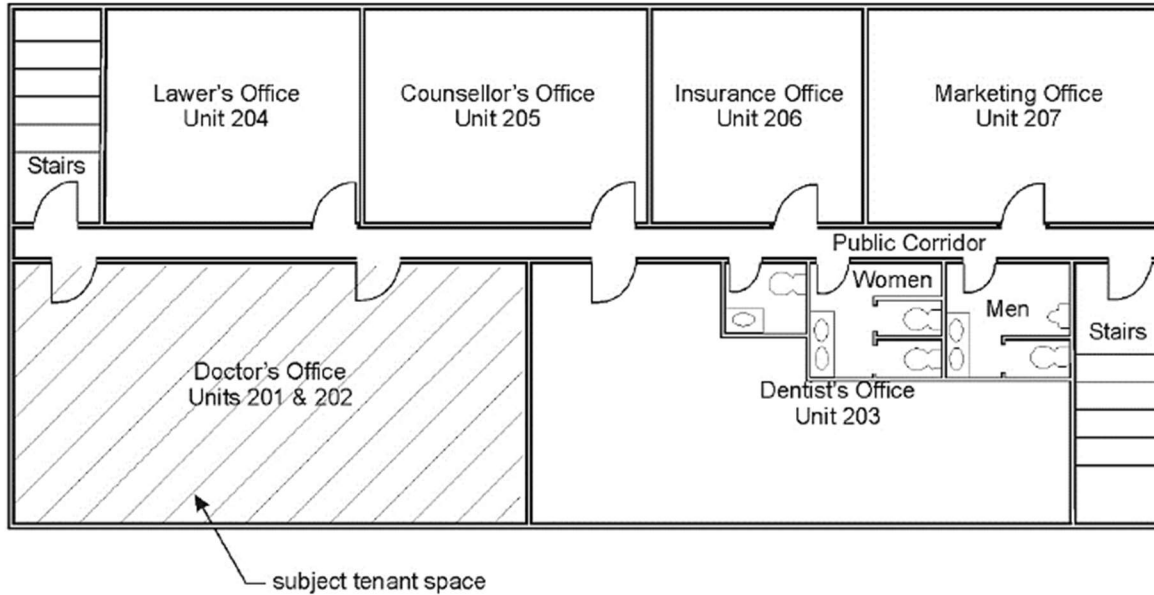 Lawer's Office
Unit 204
Counsellor's Office
Unit 205
Insurance Office
Unit 206
Marketing Office
Unit 207
Stairs
Public Corridor
Women
Men
Stairs
Doctor's Office
Units 201 & 202
Dentist's Office
Unit 203
subject tenant space